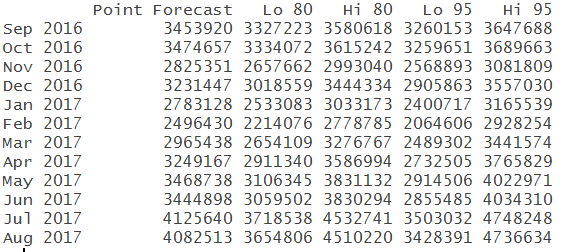 Point Forecast Lo 80 Hi 80 Lo 95 Hi 95
Sep 2016 3453920 3327223 3580618 3260153 3647688
Oct 2016 3474657 3334072 3615242 3259651 3689663
Nov 2016 2825351 2657662 2993040 2568893 3081809
Dec 2016 3231447 3018559 3444334 2905863 3557030
Jan 2017 2783128 2533083 3033173 2400717 3165539
Feb 2017 2496430 2214076 2778785 2064606 2928254
Mar 2017 2965438 2654109 3276767 2489302 3441574
Apr 2017 3249167 2911340 3586994 2732505 3765829
May 2017 3468738 3106345 3831132 2914506 4022971
Jun 2017 3444898 3059502 3830294 2855485 4034310
Jul 2017 4125640 3718538 4532741 3503032 4748248
Aug 2017 4082513 3654806 4510220 3428391 4736634